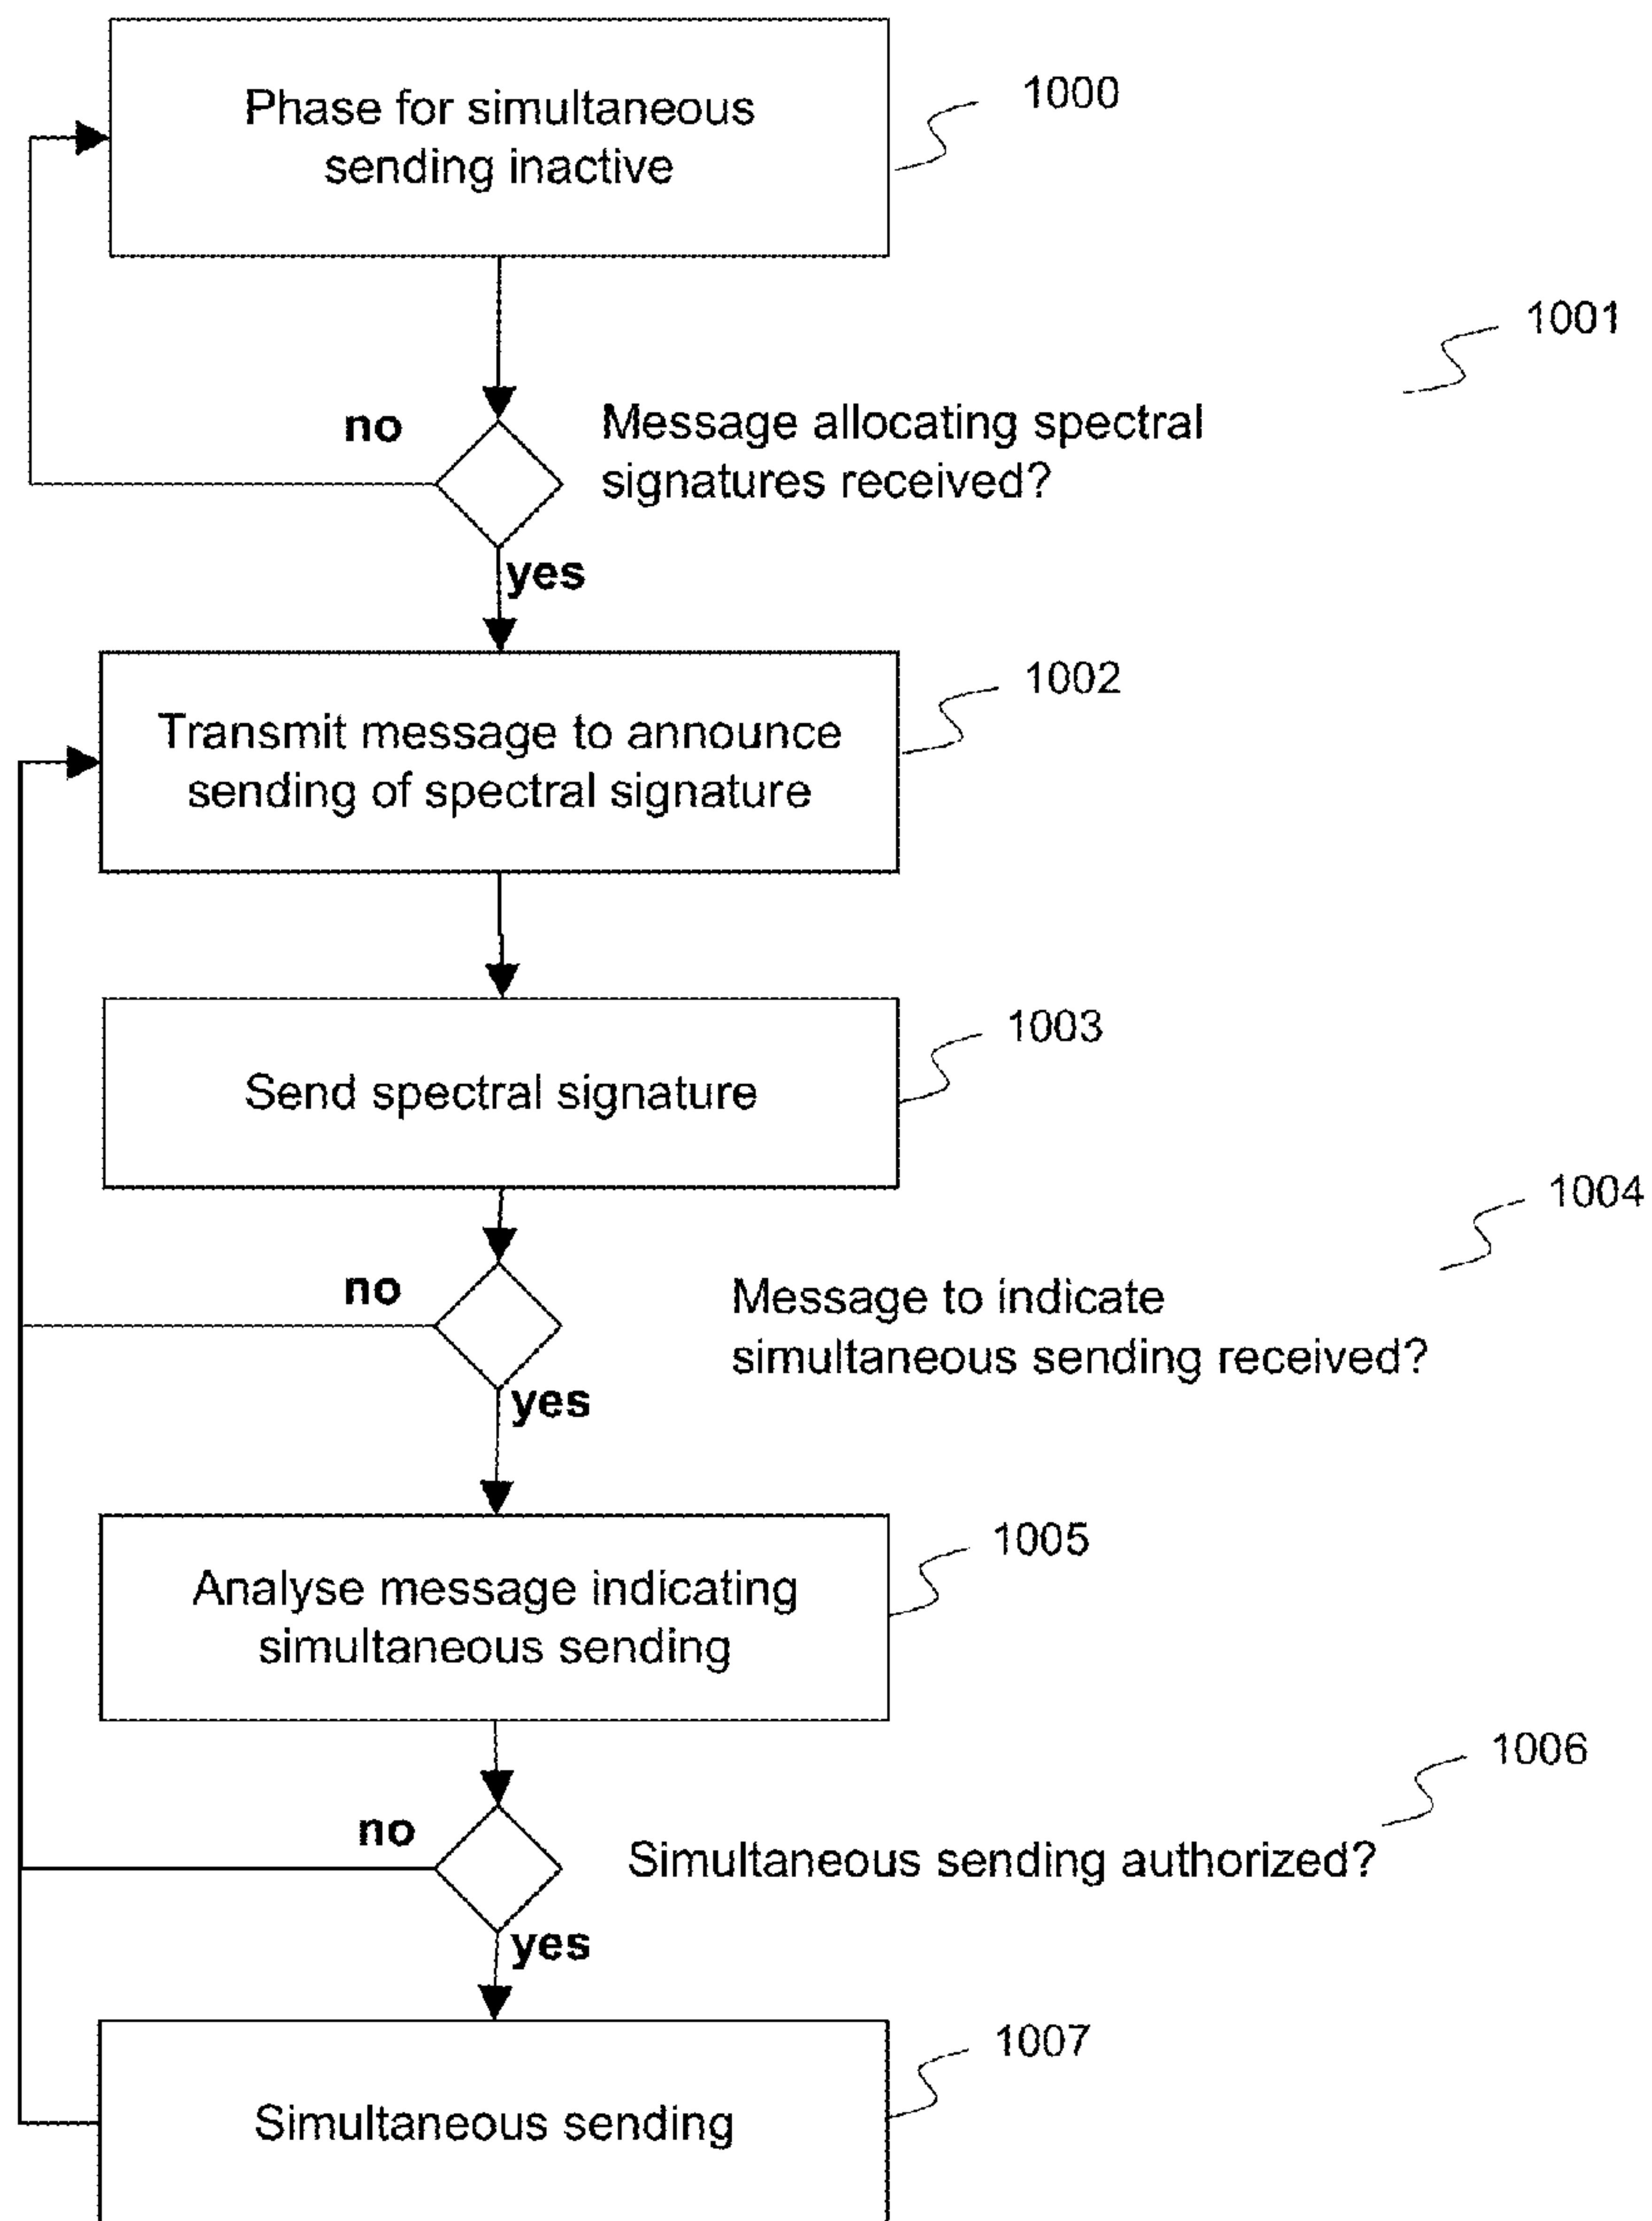 Phase for simultaneous
sending inactive
1000
1001
no
Message allocating spectral
signatures received?
yes
1002
Transmit message to announce
sending of spectral signature
1003
Send spectral signature
1004
no
Message to indicate
simultaneous sending received?
yes
1005
Analyse message indicating
simultaneous sending
1006
no
Simultaneous sending authorized?
yes
1007
Simultaneous sending